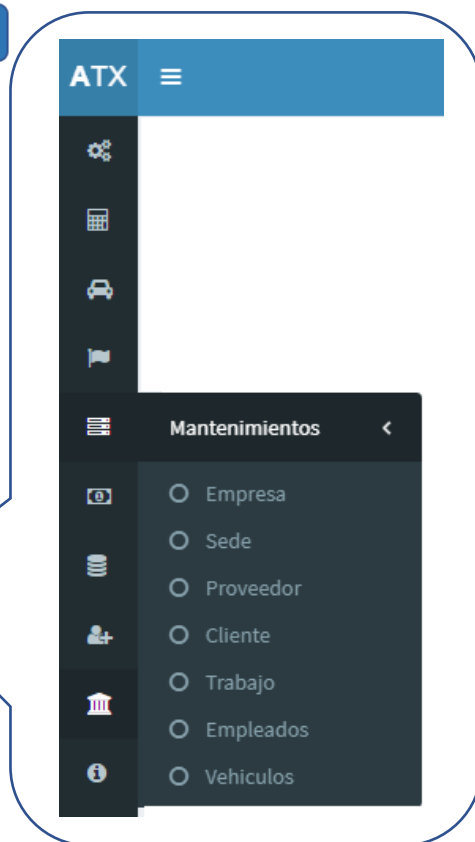 ATX
Mantenimientos
Empresa
Sede
Proveedor
Cliente
Trabajo
Empleados
Vehiculos